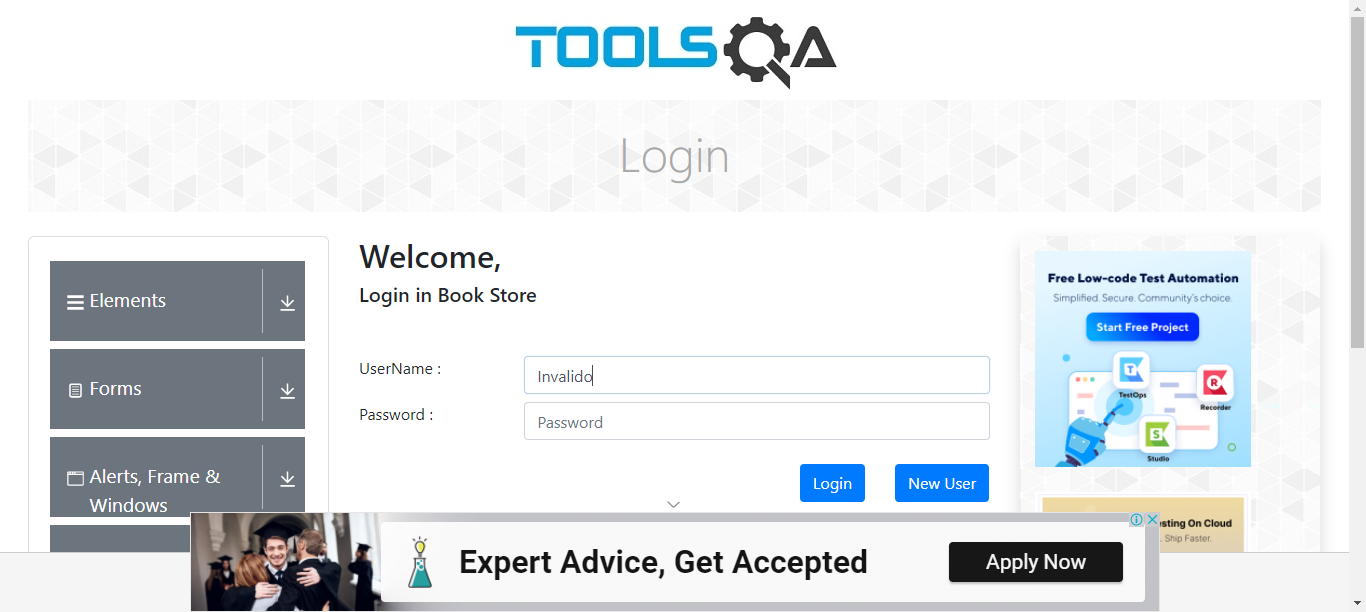 TOOLSQA
Login
Elements
Forms
Alerts, Frame &
Windows
Welcome,
Login in Book Store
UserName :
Invalido
Password :
Password
Login
New User
Free Low-code Test Automation
Simplified. Secure. Community's choice.
Start Free Project
TestOps
Recorder
Studio
sting On Cloud
Ship Faster.
Expert Advice, Get Accepted
Apply Now